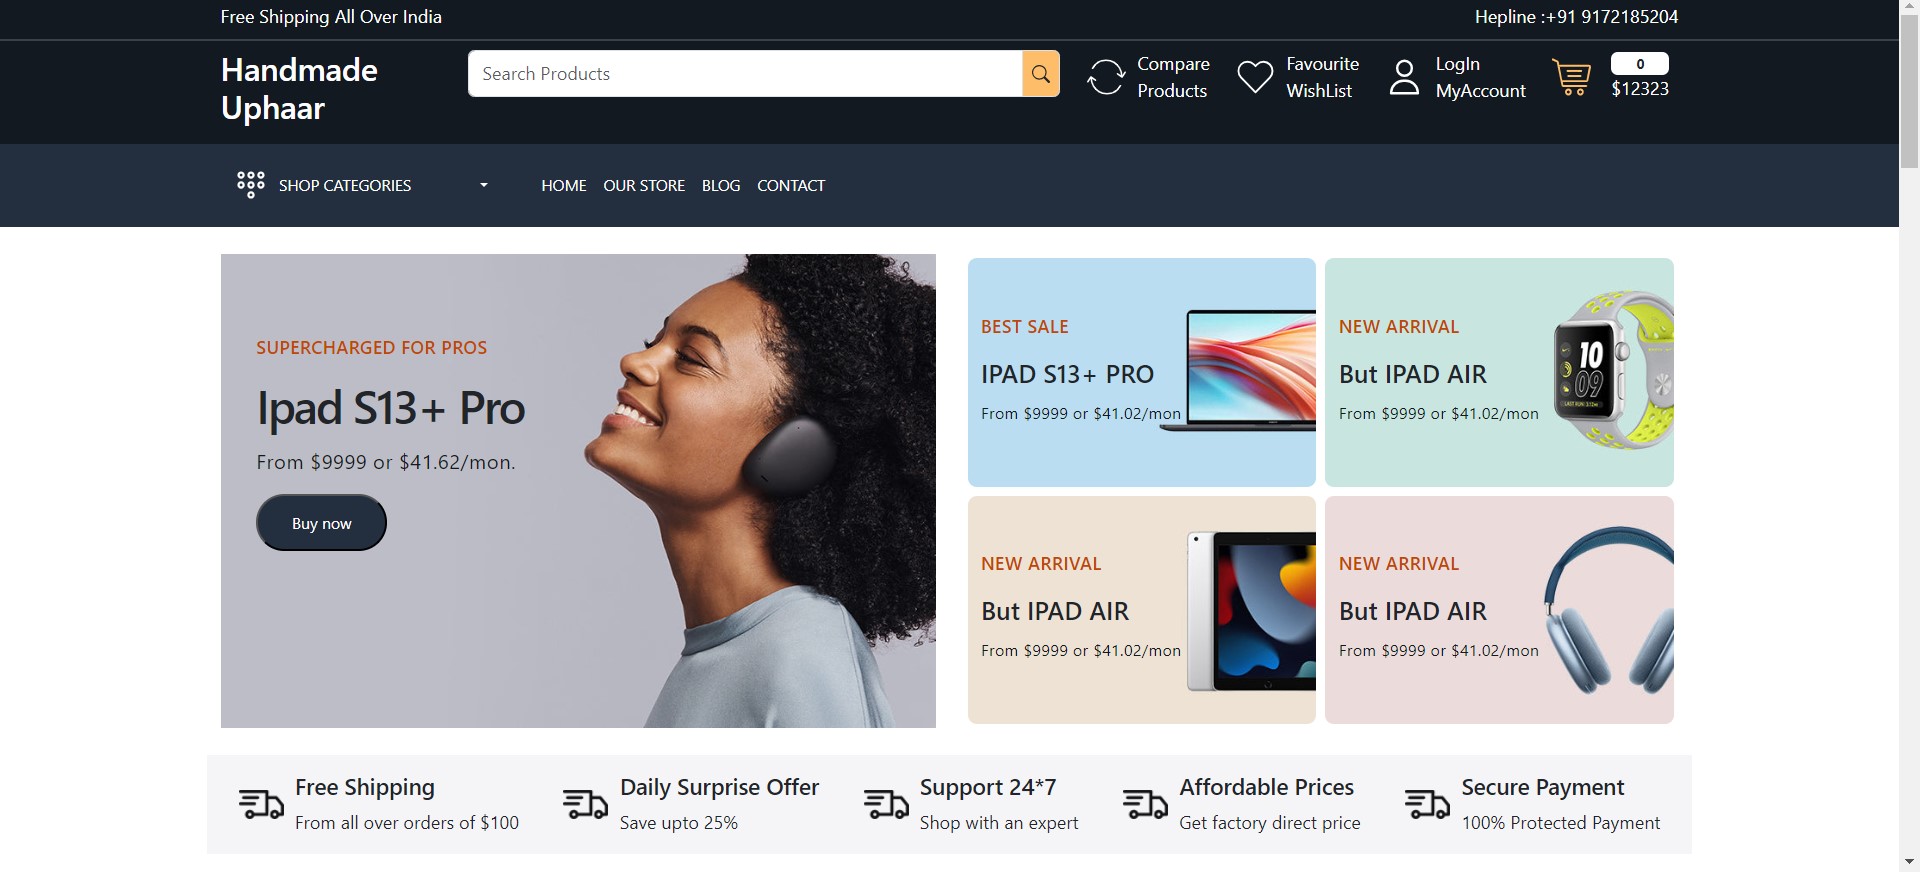 Free Shipping All Over India
Hepline :+91 9172185204
Handmade
Uphaar
Search Products
Compare
Products
Favourite
WishList
LogIn
MyAccount
0
$12323
SHOP CATEGORIES
HOME
OUR STORE
BLOG
CONTACT
SUPERCHARGED FOR PROS
Ipad S13+ Pro
From $9999 or $41.62/mon.
Buy now
BEST SALE
IPAD S13+ PRO
From $9999 or $41.02/mon
NEW ARRIVAL
But IPAD AIR
From $9999 or $41.02/mon
10
09
NEW ARRIVAL
But IPAD AIR
From $9999 or $41.02/mon
NEW ARRIVAL
But IPAD AIR
From $9999 or $41.02/mon
Free Shipping
From all over orders of $100
Daily Surprise Offer
Save upto 25%
Support 24*7
Shop with an expert
Affordable Prices
Get factory direct price
Secure Payment
100% Protected Payment